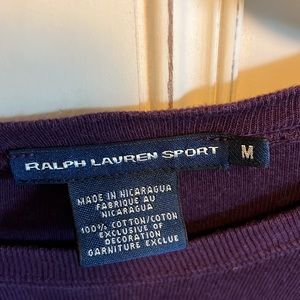 RALPH LAUREN SPORT M
MADE IN NICARAGUA
FABRIQUE AU
NICARAGUA
100% COTTON/COTON
EXCLUSIVE OF
DECORATION
GARNITURE EXCLUE